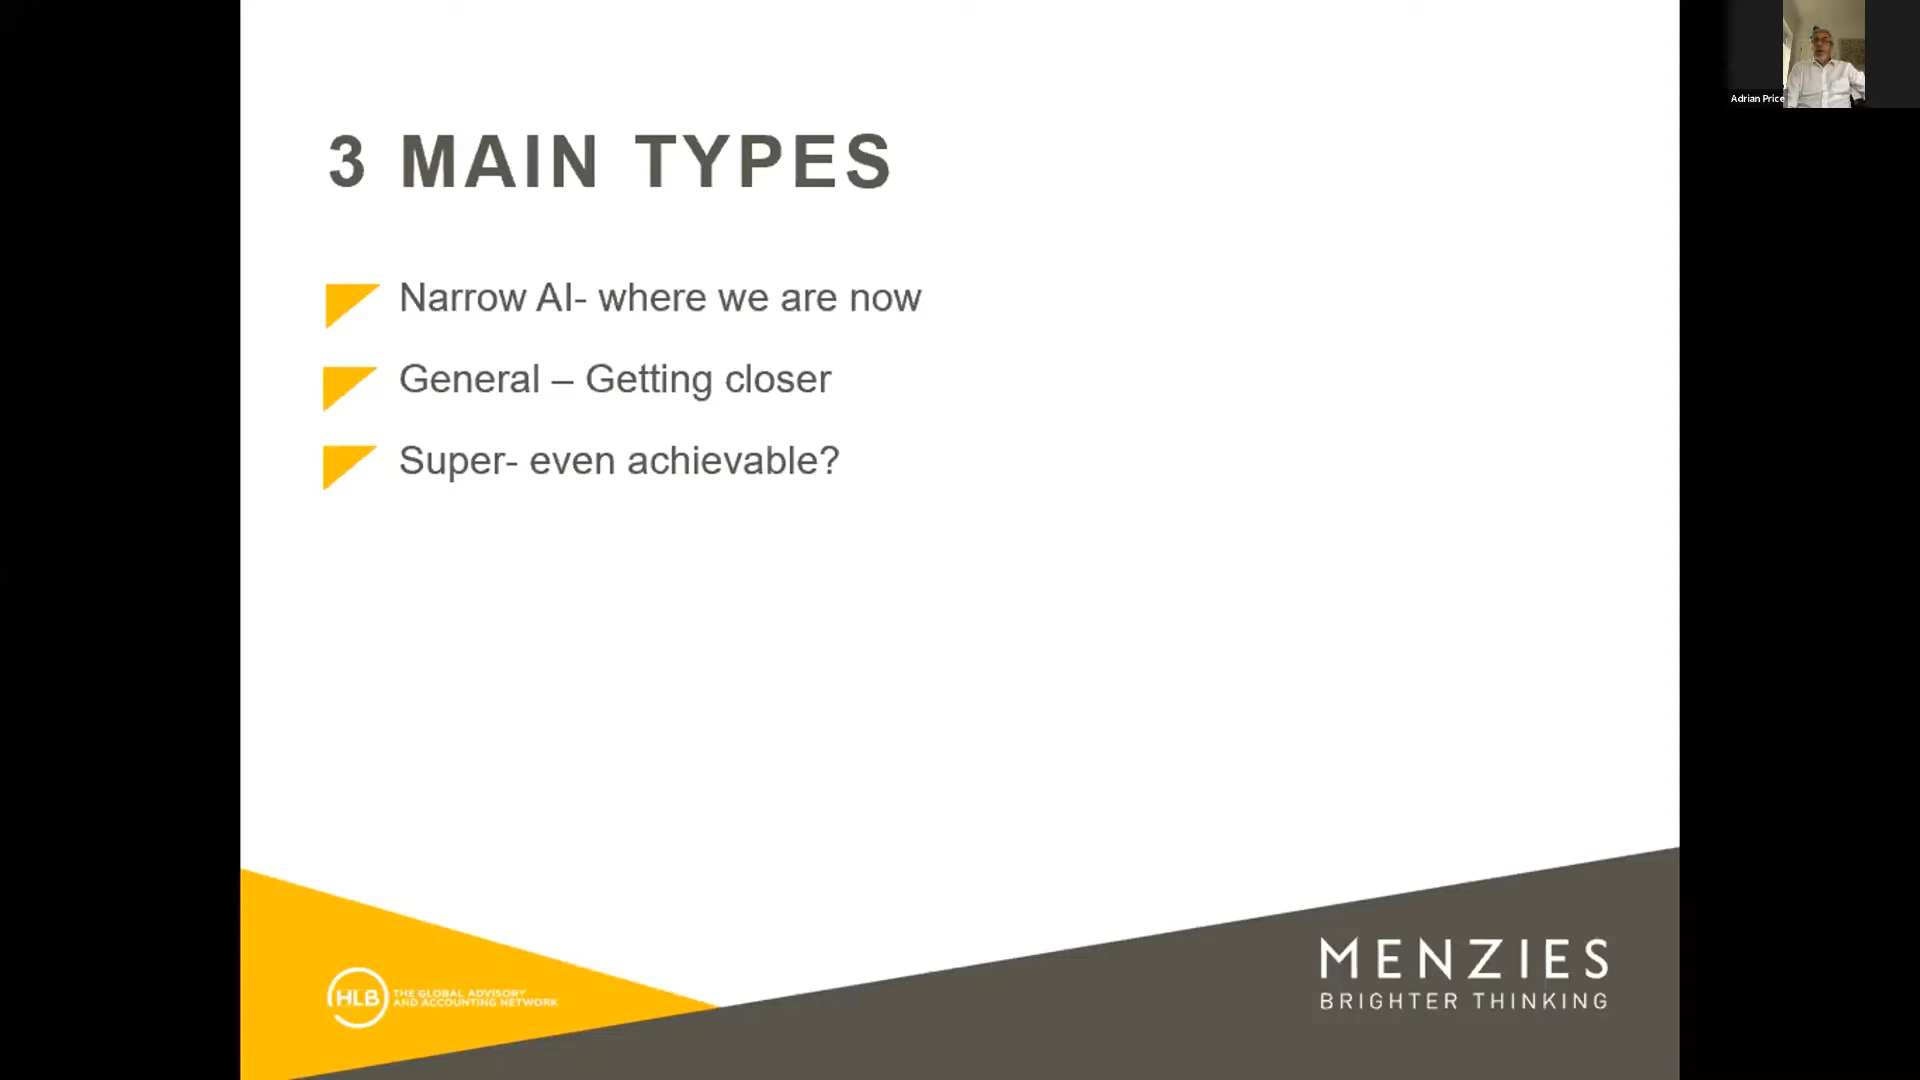 Adrian Price
3 MAIN TYPES
Narrow AI- where we are now
General – Getting closer
Super- even achievable?
HLB THE GLOBAL ADVISORY
AND ACCOUNTING NETWORK
MENZIES
BRIGHTER THINKING